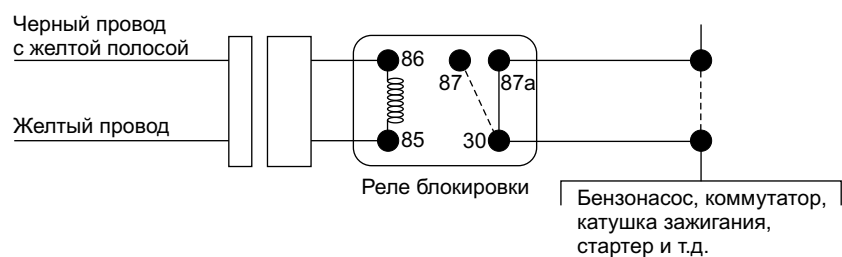 Черный провод
с желтой полосой
86
87
87а
Желтый провод
85
30
Реле блокировки
Бензонасос, коммутатор,
катушка зажигания,
стартер и т.д.